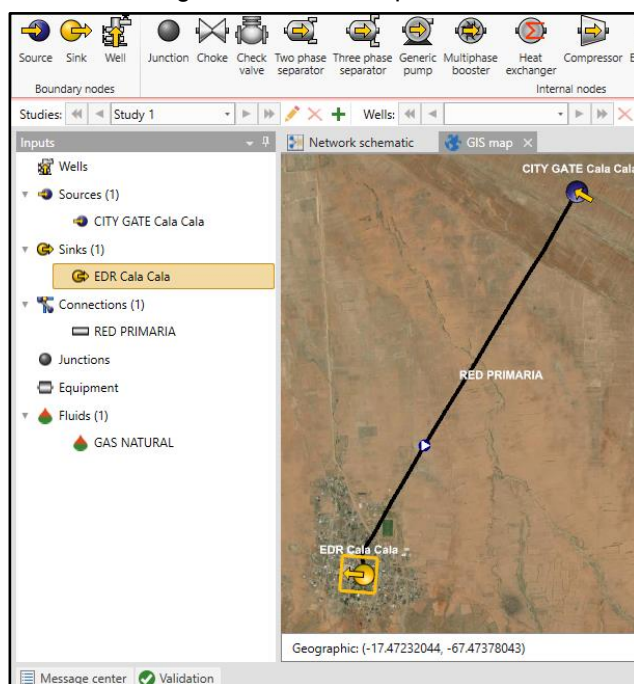 Source Sink Well Junction Choke Check valve Two phase separator Three phase separator Generic pump Multiphase booster Heat exchanger Compressor
Boundary nodes Internal nodes
Studies: Study 1 Wells:
Inputs
Network schematic GIS map
Wells
Sources (1)
CITY GATE Cala Cala
Sinks (1)
EDR Cala Cala
Connections (1)
RED PRIMARIA
Junctions
Equipment
Fluids (1)
GAS NATURAL
CITY GATE Cala Cala
RED PRIMARIA
EDR Cala Cala
Geographic: (-17.47232044, -67.47378043)
Message center Validation